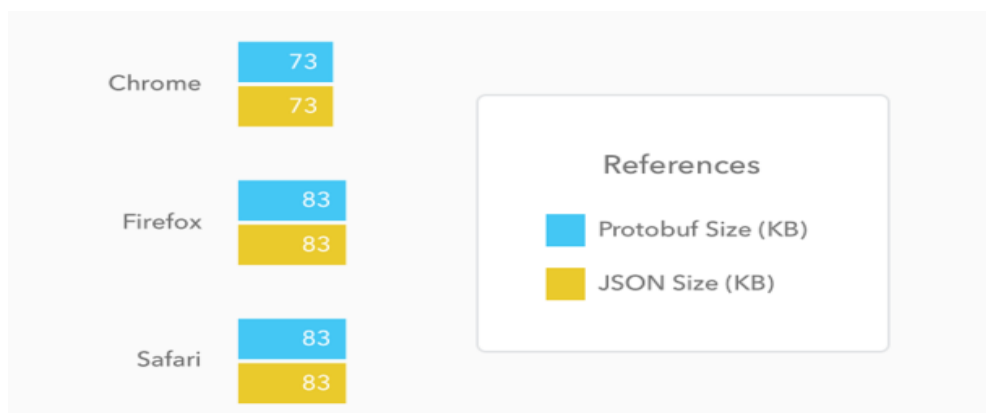 Chrome
73
73
References
Firefox
83
83
Protobuf Size (KB)
JSON Size (KB)
Safari
83
83